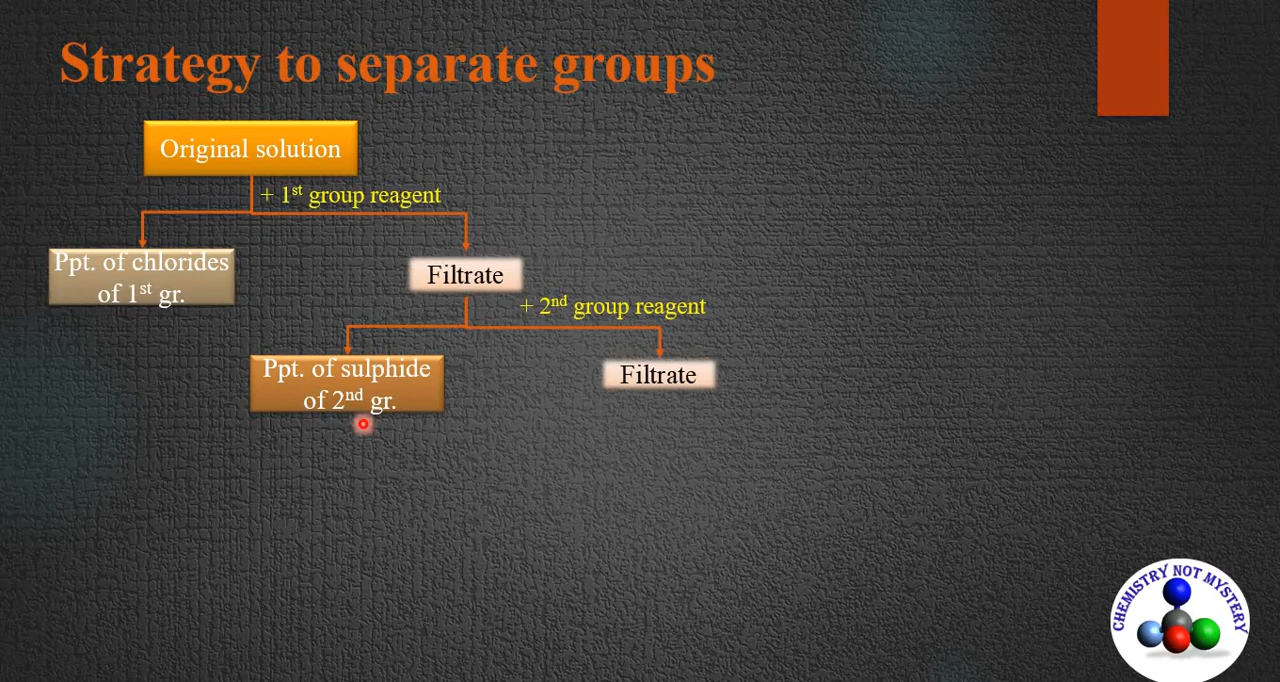 Strategy to separate groups
Original solution
+ 1st group reagent
Ppt. of chlorides
of 1st gr.
Filtrate
+ 2nd group reagent
Ppt. of sulphide
of 2nd gr.
Filtrate
CHEMISTRY NOT MYSTERY